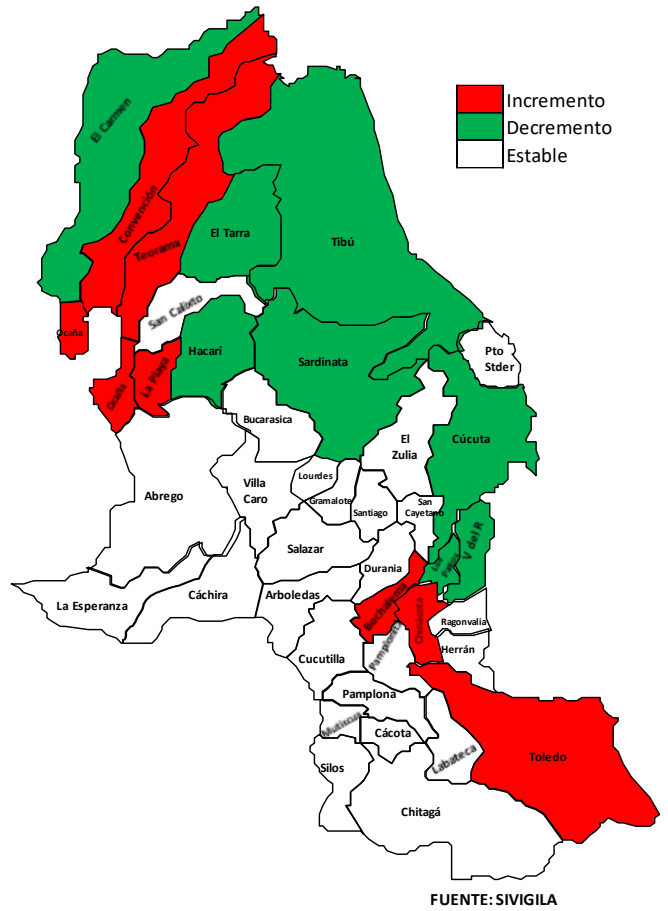 Incremento
Decremento
Estable
El Carmen
Convención
Teorama
El Tarra
Tibú
San Calixto
Ocaña
Hacarí
Sardinata
Pto
Stder
Ocaña
La Playa
Bucarasica
El
Zulia
Cúcuta
Abrego
Villa
Caro
Lourdes
Gramalote
Santiago
San
Cayetano
Salazar
Durania
Los
Patios
V del R
La Esperanza
Cáchira
Arboledas
Bochalema
Chinácota
Ragonvalia
Pamplonita
Herrán
Cucutilla
Pamplona
Mutiscua
Cácota
Labateca
Toledo
Silos
Chitagá
FUENTE: SIVIGILA